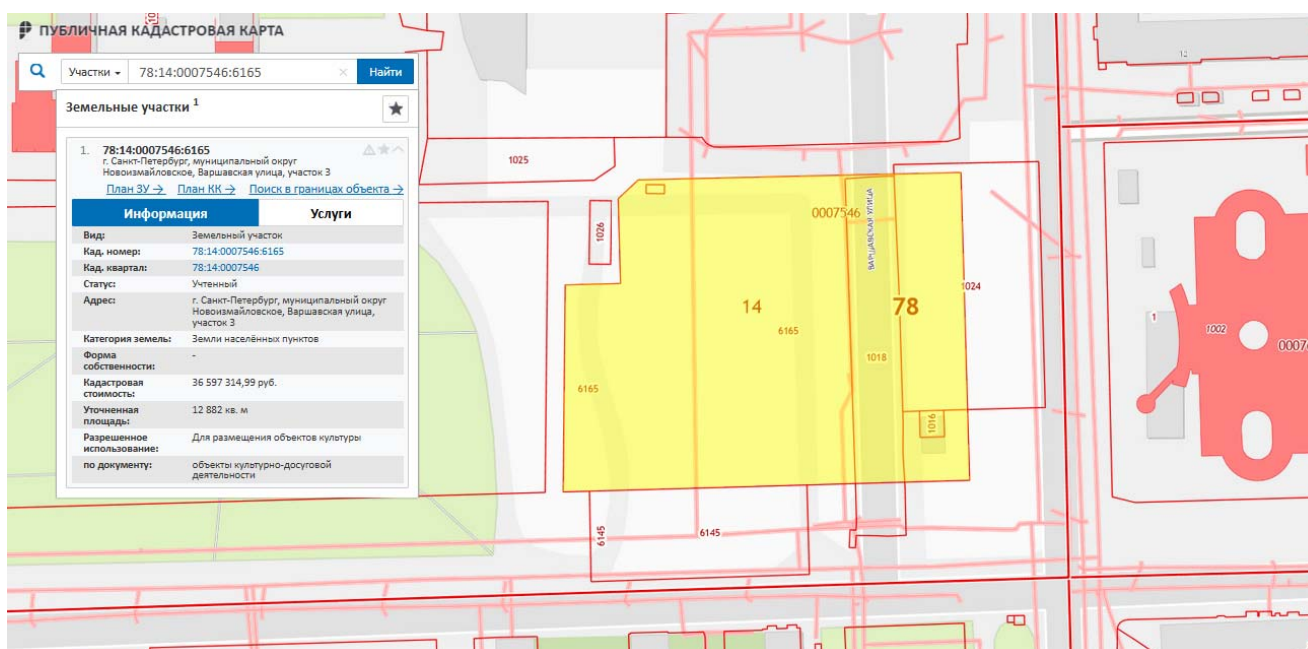 ПУБЛИЧНАЯ КАДАСТРОВАЯ КАРТА
Участки
78:14:0007546:6165
×
Найти
Земельные участки 1
1. 78:14:0007546:6165
г. Санкт-Петербург, муниципальный округ
Новоизмайловское, Варшавская улица, участок 3
План ЗУ → План КК → Поиск в границах объекта →
Информация Услуги
Вид: Земельный участок
Кад. номер: 78:14:0007546:6165
Кад. квартал: 78:14:0007546
Статус: Учтенный
Адрес: г. Санкт-Петербург, муниципальный округ
Новоизмайловское, Варшавская улица,
участок 3
Категория земель: Земли населённых пунктов
Форма -
собственности:
Кадастровая 36 597 314,99 руб.
стоимость:
Уточненная 12 882 кв. м
площадь:
Разрешенное Для размещения объектов культуры
использование:
по документу: объекты культурно-досуговой
деятельности
1025
1026
0007546
ВАРШАВСКАЯ УЛИЦА
1024
14
78
6165
1018
6165
1016
6145
6145
1
1002